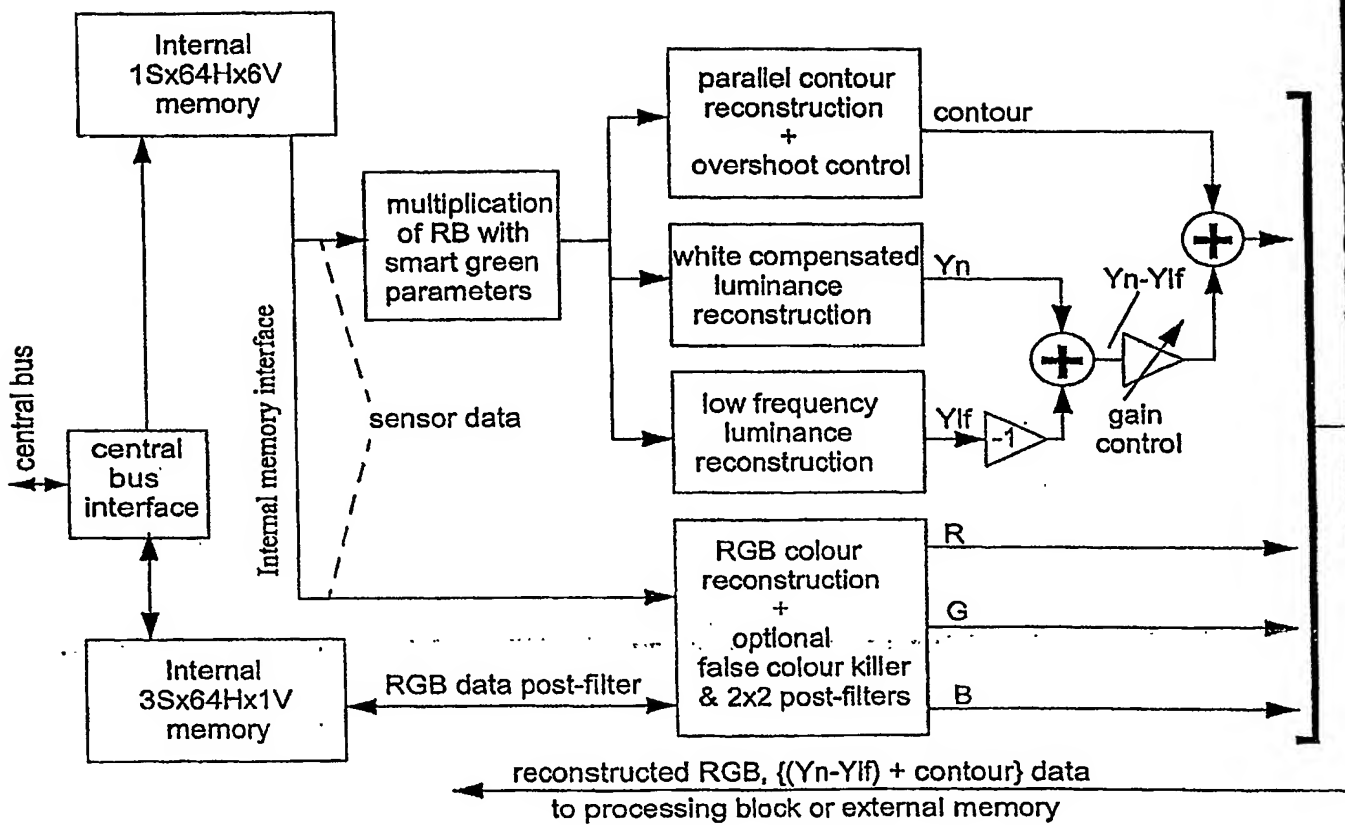 Internal
1Sx64Hx6V
memory
parallel contour
reconstruction
+
overshoot control
contour
multiplication
of RB with
smart green
parameters
white compensated
luminance
reconstruction
Yn
Yn-Ylf
+
+
gain
control
low frequency
luminance
reconstruction
Ylf
-1
sensor data
Internal memory interface
central bus
central
bus
interface
RGB colour
reconstruction
+
optional
false colour killer
& 2x2 post-filters
R
G
B
Internal
3Sx64Hx1V
memory
RGB data post-filter
reconstructed RGB, {(Yn-Ylf) + contour} data
to processing block or external memory